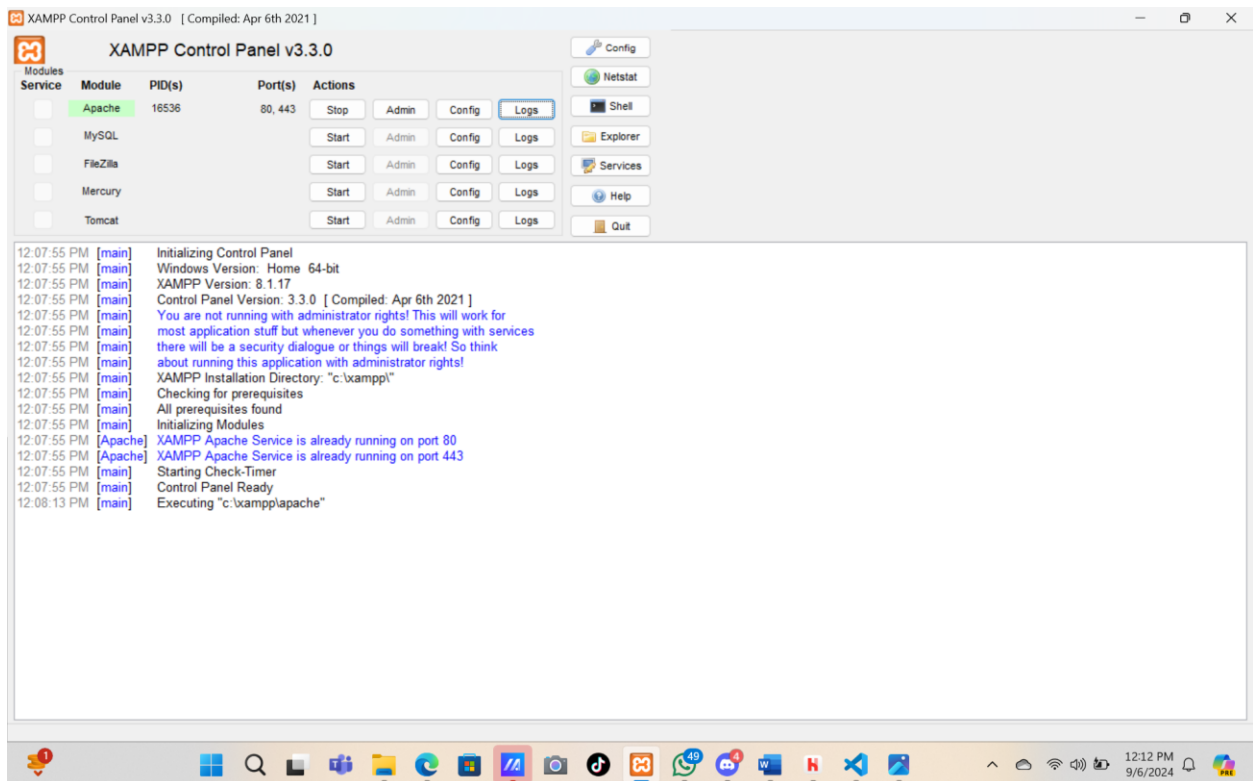 XAMPP Control Panel v3.3.0 [ Compiled: Apr 6th 2021 ]
XAMPP Control Panel v3.3.0
Config
Modules
Netstat
Service Module PID(s) Port(s) Actions
Apache 16536 80, 443 Stop Admin Config Logs
Shell
MySQL Start Admin Config Logs
Explorer
FileZilla Start Admin Config Logs
Services
Mercury Start Admin Config Logs
Help
Tomcat Start Admin Config Logs
Quit
12:07:55 PM [main] Initializing Control Panel
12:07:55 PM [main] Windows Version: Home 64-bit
12:07:55 PM [main] XAMPP Version: 8.1.17
12:07:55 PM [main] Control Panel Version: 3.3.0 [ Compiled: Apr 6th 2021 ]
12:07:55 PM [main] You are not running with administrator rights! This will work for
12:07:55 PM [main] most application stuff but whenever you do something with services
12:07:55 PM [main] there will be a security dialogue or things will break! So think
12:07:55 PM [main] about running this application with administrator rights!
12:07:55 PM [main] XAMPP Installation Directory: "c:\xampp\"
12:07:55 PM [main] Checking for prerequisites
12:07:55 PM [main] All prerequisites found
12:07:55 PM [main] Initializing Modules
12:07:55 PM [Apache] XAMPP Apache Service is already running on port 80
12:07:55 PM [Apache] XAMPP Apache Service is already running on port 443
12:07:55 PM [main] Starting Check-Timer
12:07:55 PM [main] Control Panel Ready
12:08:13 PM [main] Executing "c:\xampp\apache"
1
49
4
12:12 PM
9/6/2024
PRE